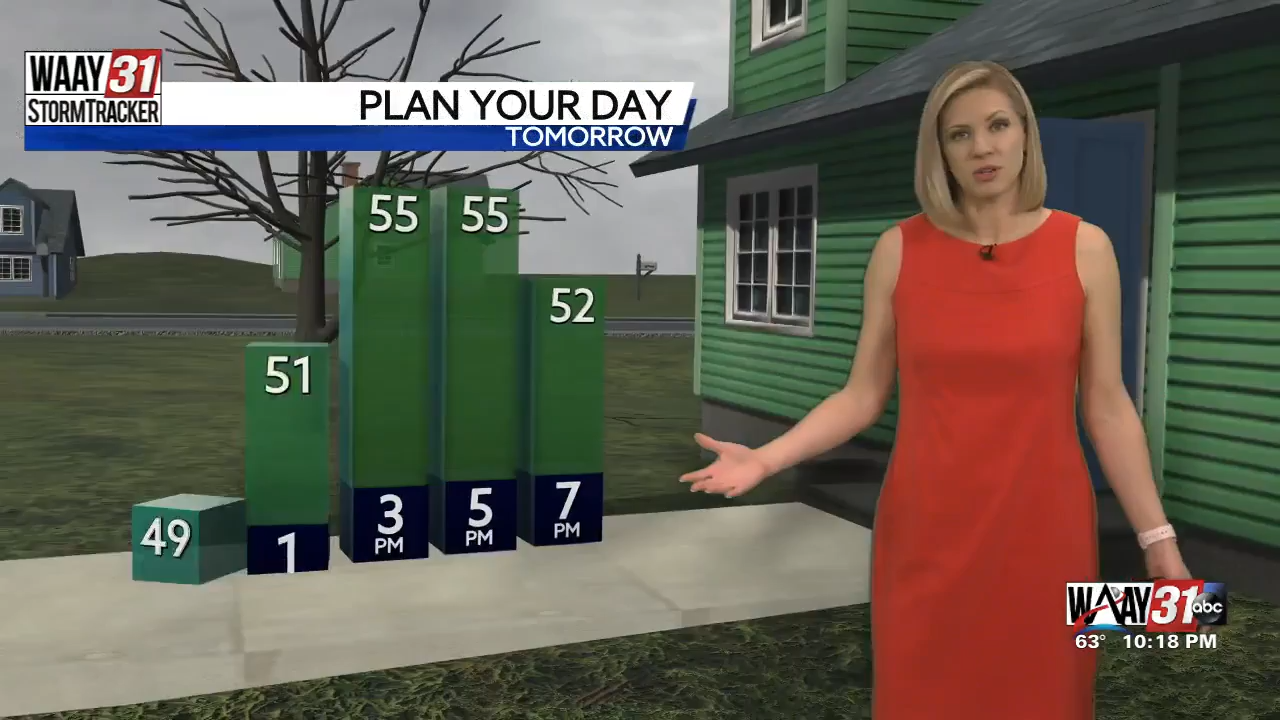 WAAY 31
STORMTRACKER
PLAN YOUR DAY
TOMORROW
49
51
55
55
52
1
3
PM
5
PM
7
PM
WAAY 31 abc
63° 10:18 PM